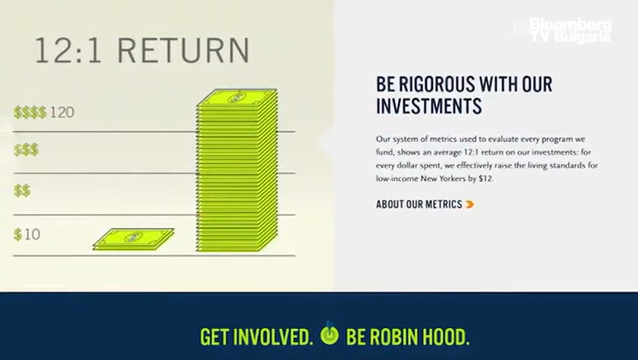 Bloomberg
TV Bulgaria
12:1 RETURN
$$$$ 120
$$$
$$
$ 10
BE RIGOROUS WITH OUR
INVESTMENTS
Our system of metrics used to evaluate every program we
fund, shows an average 12:1 return on our investments: for
every dollar spent, we effectively raise the living standards for
low-income New Yorkers by $12.
ABOUT OUR METRICS
GET INVOLVED. BE ROBIN HOOD.